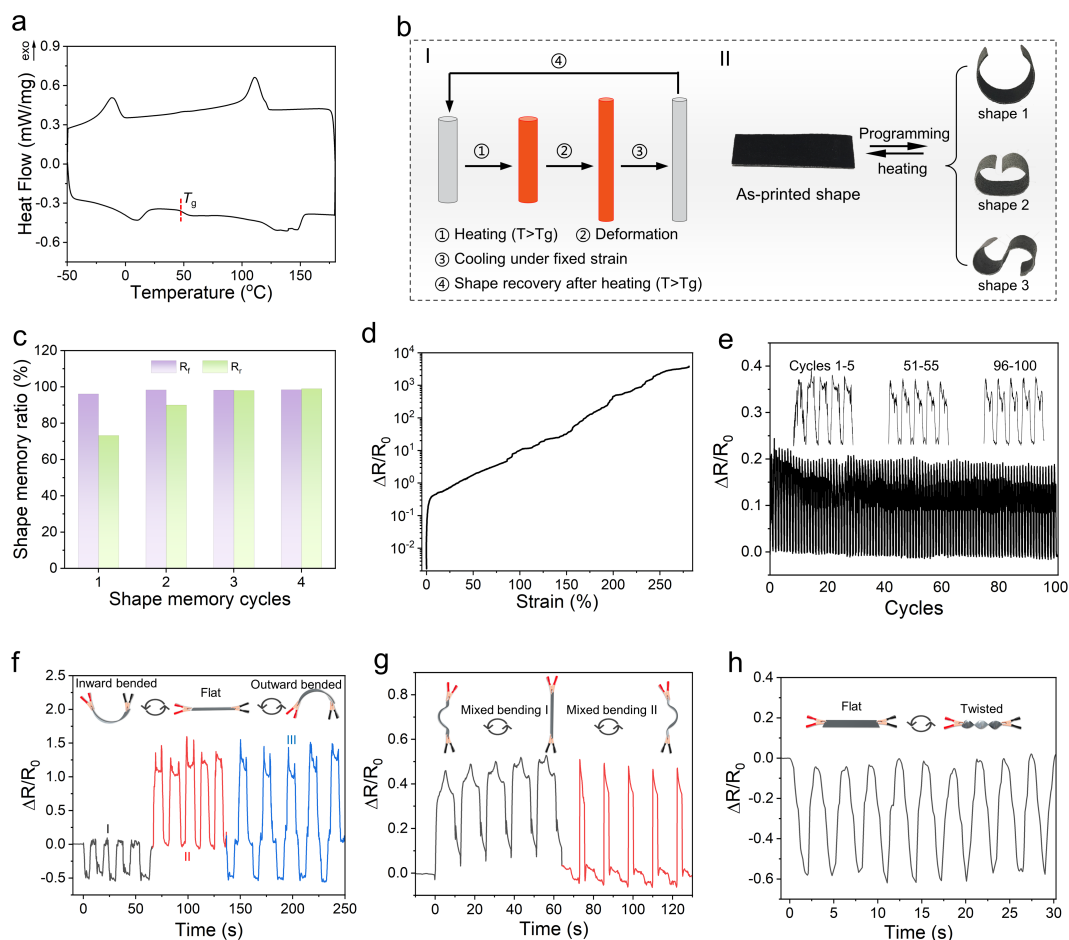 a
Heat Flow (mW/mg)
exo
0.9
0.6
0.3
0.0
-0.3
-0.6
Tg
-50
0
50
100
150
Temperature (oC)
b
I
④
①
②
③
① Heating (T>Tg) ② Deformation
③ Cooling under fixed strain
④ Shape recovery after heating (T>Tg)
II
As-printed shape
Programming
heating
shape 1
shape 2
shape 3
c
Shape memory ratio (%)
120
100
80
60
40
20
0
Rf Rr
1 2 3 4
Shape memory cycles
d
ΔR/R0
10^4
10^3
10^2
10^1
10^0
10^-1
10^-2
0 50 100 150 200 250
Strain (%)
e
ΔR/R0
0.4
0.3
0.2
0.1
0.0
Cycles 1-5 51-55 96-100
0 20 40 60 80 100
Cycles
f
ΔR/R0
2.5
2.0
1.5
1.0
0.5
0.0
-0.5
Inward bended
Flat
Outward bended
I
II
III
0 50 100 150 200 250
Time (s)
g
ΔR/R0
0.8
0.6
0.4
0.2
0.0
Mixed bending I
Mixed bending II
0 20 40 60 80 100 120
Time (s)
h
ΔR/R0
0.4
0.2
0.0
-0.2
-0.4
-0.6
Flat
Twisted
0 5 10 15 20 25 30
Time (s)